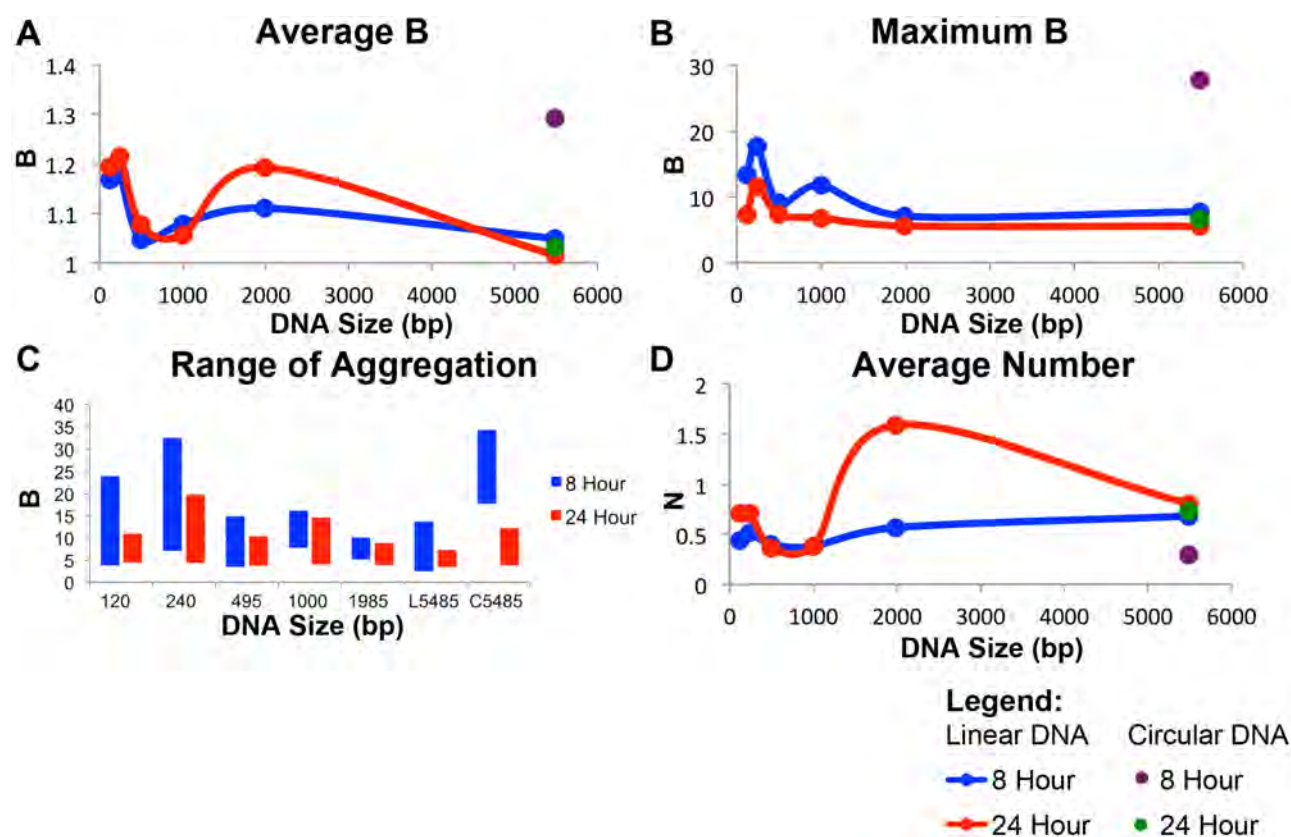 A Average B
1.4
1.3
1.2
1.1
1
B
0 1000 2000 3000 4000 5000 6000
DNA Size (bp)
B Maximum B
30
20
10
0
B
0 1000 2000 3000 4000 5000 6000
DNA Size (bp)
C Range of Aggregation
40
35
30
25
20
15
10
5
0
B
120 240 495 1000 1985 L5485 C5485
DNA Size (bp)
8 Hour
24 Hour
D Average Number
2
1.5
1
0.5
0
N
0 1000 2000 3000 4000 5000 6000
DNA Size (bp)
Legend:
Linear DNA Circular DNA
8 Hour 8 Hour
24 Hour 24 Hour